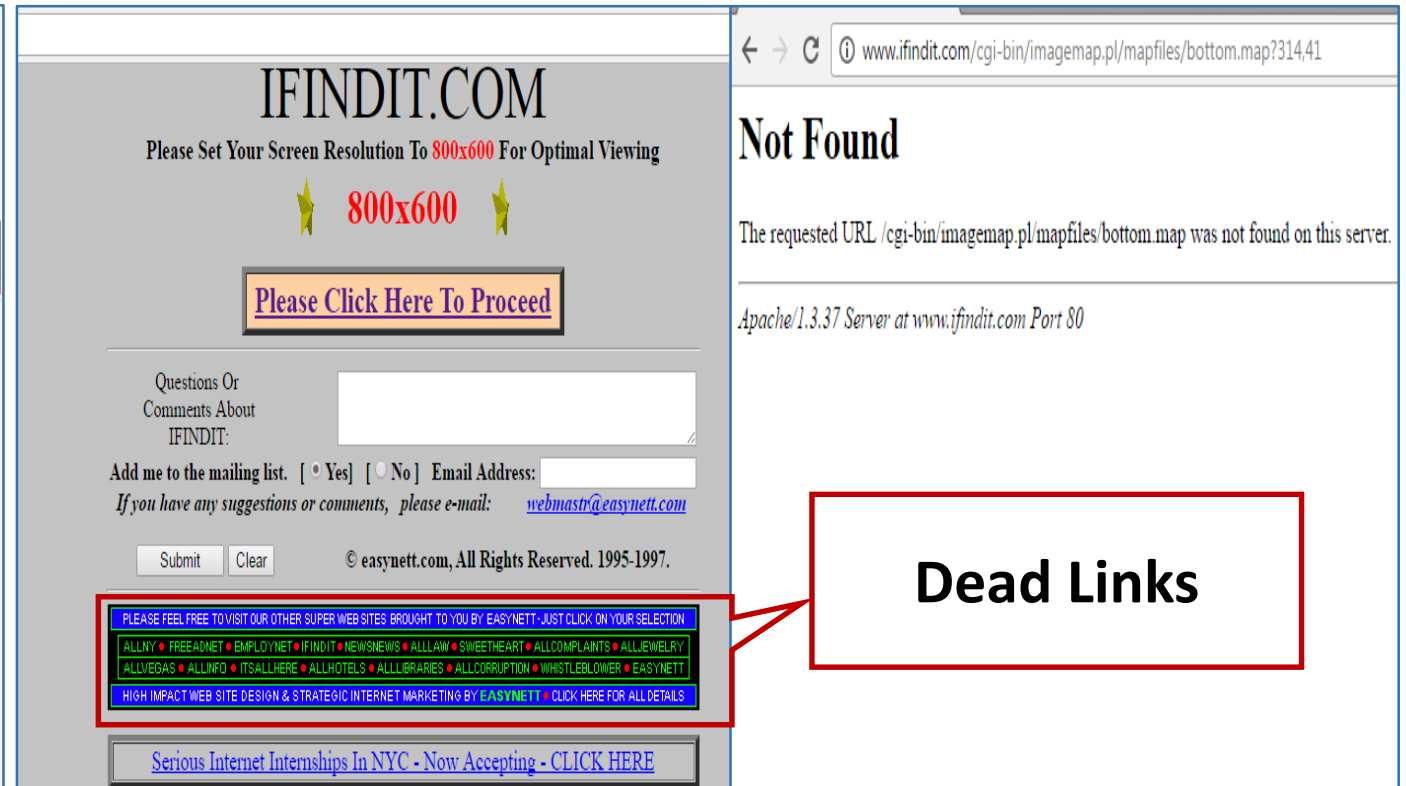 IFINDIT.COM
Please Set Your Screen Resolution To 800x600 For Optimal Viewing
800x600
Please Click Here To Proceed
Questions Or
Comments About
IFINDIT:
Add me to the mailing list. [ Yes] [ No ] Email Address:
If you have any suggestions or comments, please e-mail: webmastr@easynett.com
Submit Clear © easynett.com, All Rights Reserved. 1995-1997.
PLEASE FEEL FREE TO VISIT OUR OTHER SUPER WEB SITES BROUGHT TO YOU BY EASYNETT-JUST CLICK ON YOUR SELECTION
ALLNY • FREEADNET • EMPLOYNET • IFINDIT • NEWSNEWS • ALLLAW • SWEETHEART • ALLCOMPLAINTS • ALLJEWELRY
ALLVEGAS • ALLINFO • ITSALLHERE • ALLHOTELS • ALLLIBRARIES • ALLCORRUPTION • WHISTLEBLOWER • EASYNETT
HIGH IMPACT WEB SITE DESIGN & STRATEGIC INTERNET MARKETING BY EASYNETT • CLICK HERE FOR ALL DETAILS
Serious Internet Internships In NYC - Now Accepting - CLICK HERE
www.ifindit.com/cgi-bin/imagemap.pl/mapfiles/bottom.map?314,41
Not Found
The requested URL /cgi-bin/imagemap.pl/mapfiles/bottom.map was not found on this server.
Apache/1.3.37 Server at www.ifindit.com Port 80
Dead Links